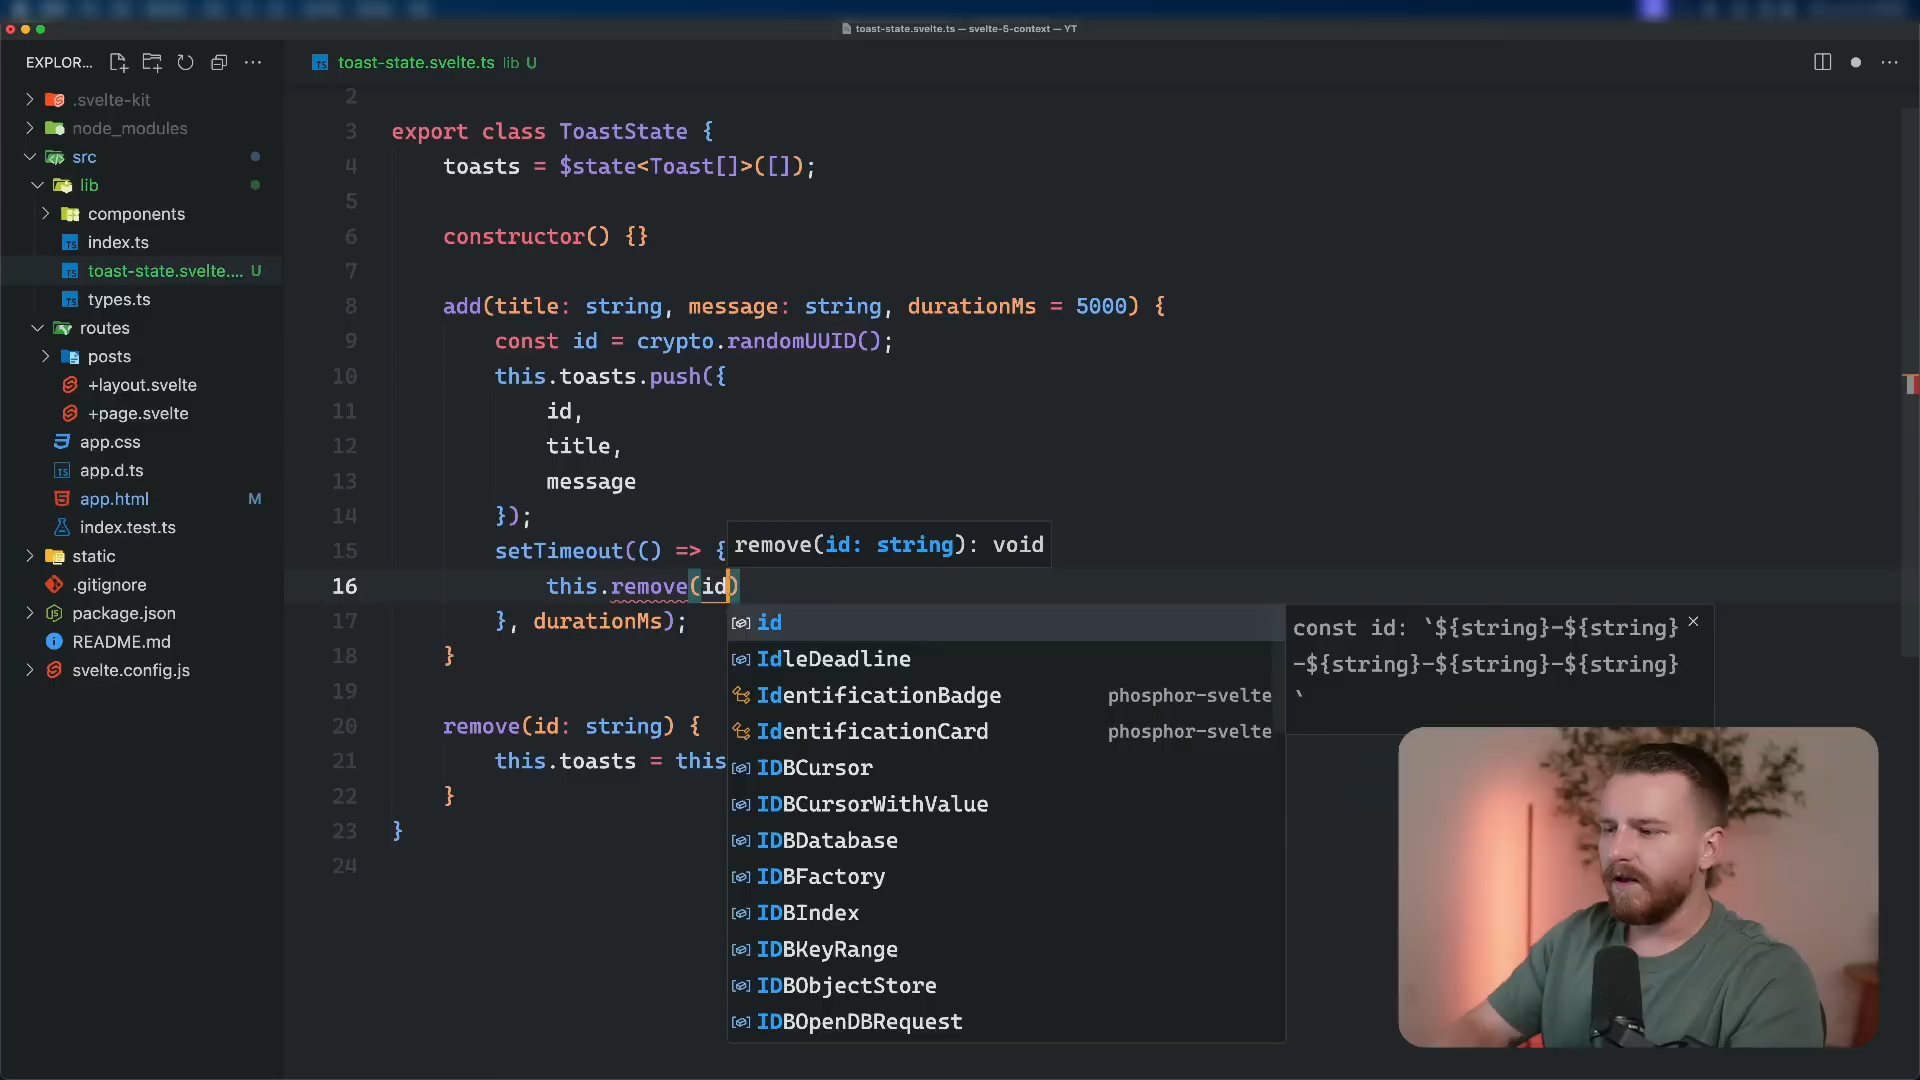 toast-state.svelte.ts — svelte-5-context — YT
EXPLOR...
toast-state.svelte.ts lib U
.svelte-kit
node_modules
src
lib
components
index.ts
toast-state.svelte.... U
types.ts
routes
posts
+layout.svelte
+page.svelte
app.css
app.d.ts
app.html M
index.test.ts
static
.gitignore
package.json
README.md
svelte.config.js
2
3 export class ToastState {
4 toasts = $state<Toast[]>([]);
5
6 constructor() {}
7
8 add(title: string, message: string, durationMs = 5000) {
9 const id = crypto.randomUUID();
10 this.toasts.push({
11 id,
12 title,
13 message
14 });
15 setTimeout(() => {
remove(id: string): void
16 this.remove(id)
17 }, durationMs);
18 }
19
20 remove(id: string) {
21 this.toasts = this
22 }
23 }
24
id
IdleDeadline
IdentificationBadge phosphor-svelte
IdentificationCard phosphor-svelte
IDBCursor
IDBCursorWithValue
IDBDatabase
IDBFactory
IDBIndex
IDBKeyRange
IDBObjectStore
IDBOpenDBRequest
const id: `${string}-${string}
-${string}-${string}-${string}
`